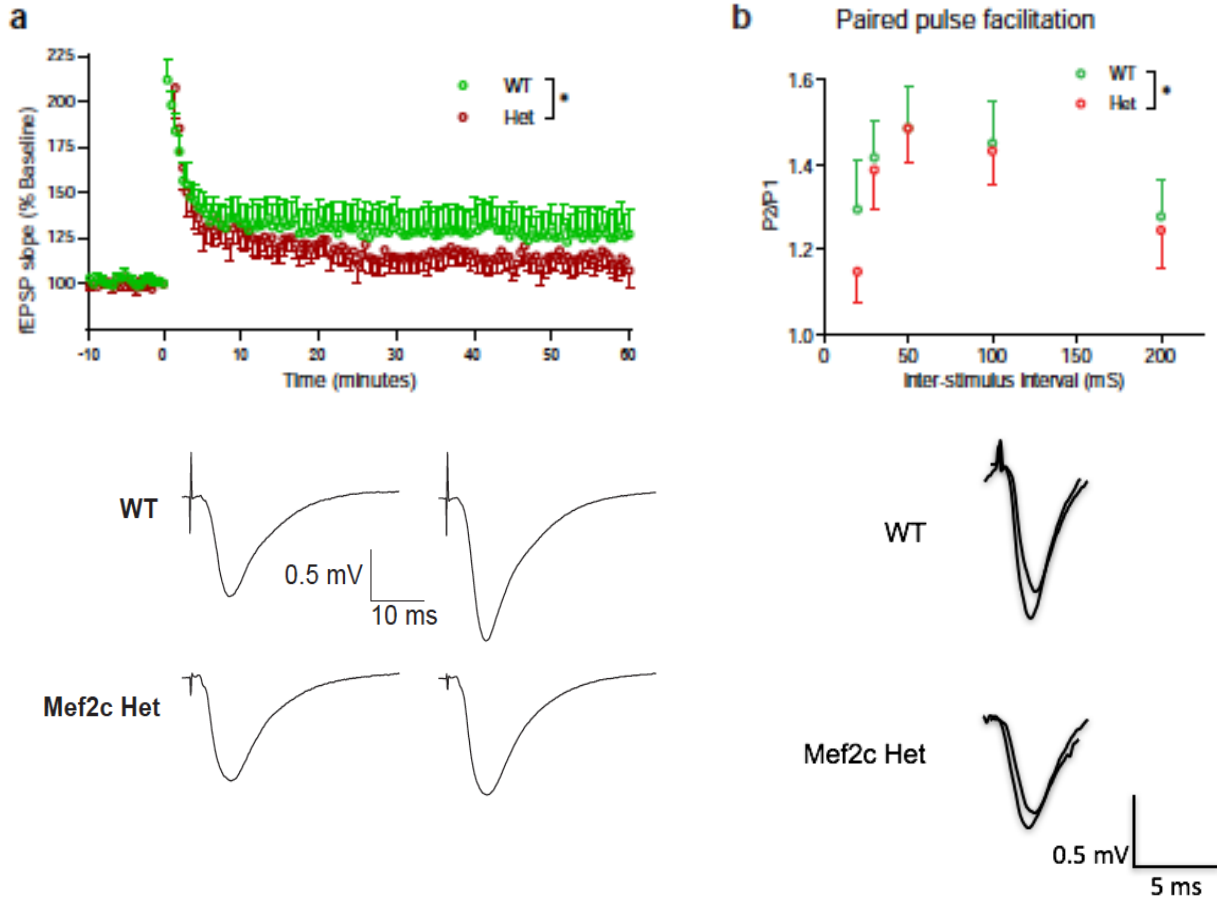 a
fEPSP slope (% Baseline)
225
200
175
150
125
100
WT
Het
*
-10 0 10 20 30 40 50 60
Time (minutes)
WT
0.5 mV
10 ms
Mef2c Het
b Paired pulse facilitation
P2/P1
1.6
1.4
1.2
1.0
WT
Het
*
0 50 100 150 200
Inter-stimulus Interval (mS)
WT
Mef2c Het
0.5 mV
5 ms